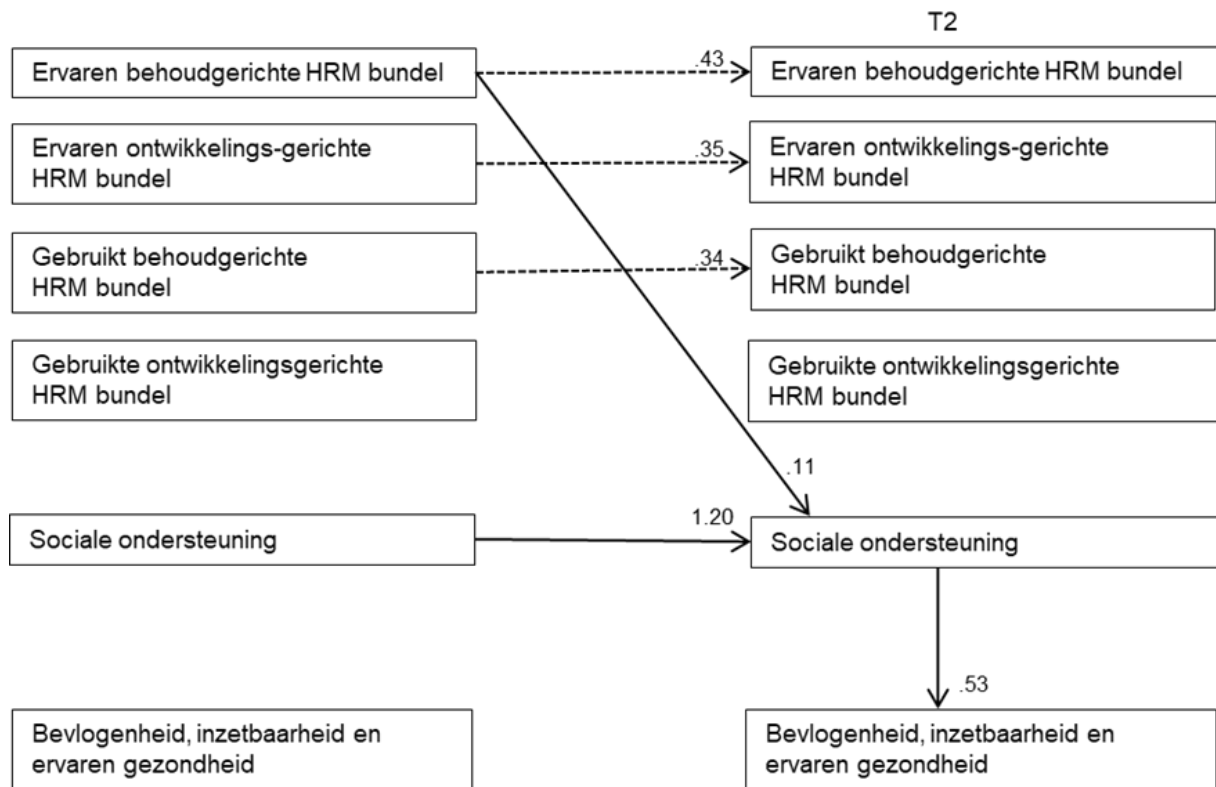 T2
Ervaren behoudgerichte HRM bundel
.43
Ervaren behoudgerichte HRM bundel
Ervaren ontwikkelings-gerichte
HRM bundel
.35
Ervaren ontwikkelings-gerichte
HRM bundel
Gebruikt behoudgerichte
HRM bundel
.34
Gebruikt behoudgerichte
HRM bundel
Gebruikte ontwikkelingsgerichte
HRM bundel
Gebruikte ontwikkelingsgerichte
HRM bundel
.11
Sociale ondersteuning
1.20
Sociale ondersteuning
.53
Bevlogenheid, inzetbaarheid en
ervaren gezondheid
Bevlogenheid, inzetbaarheid en
ervaren gezondheid